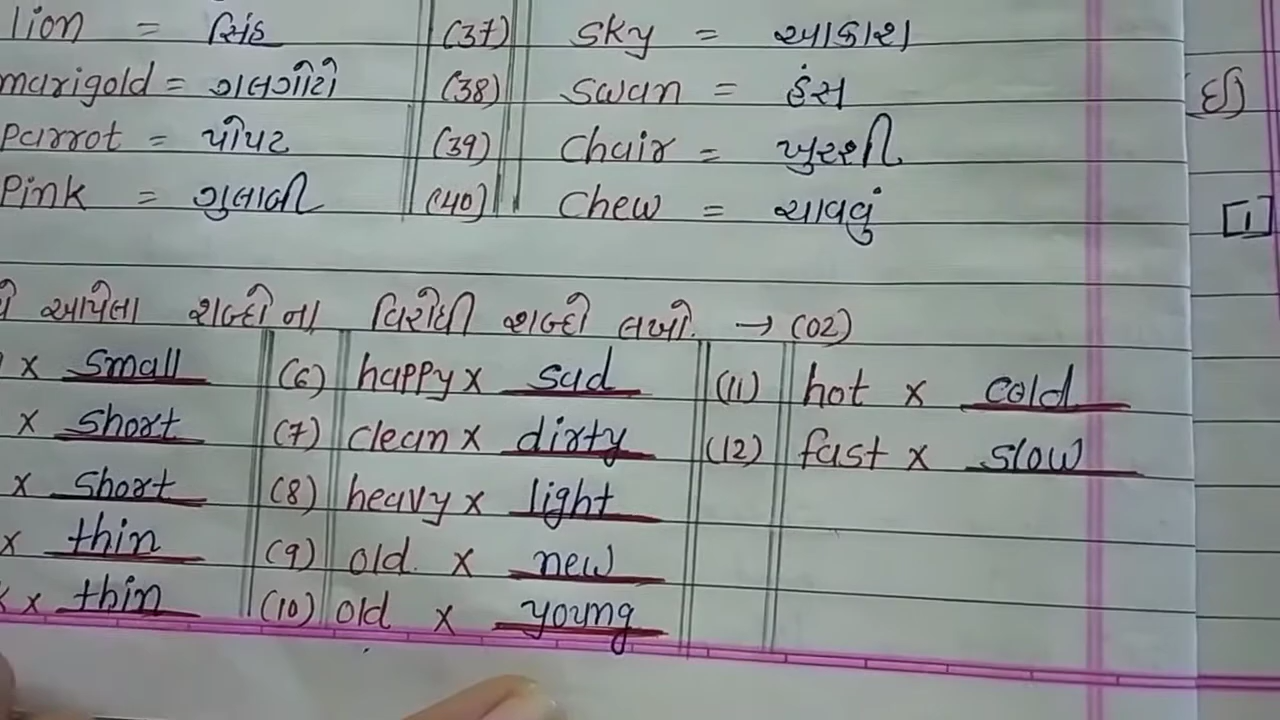 lion = સિંહ (37) sky = આકાશ
marigold = ગલગોટો (38) swan = હંસ
parrot = પોપટ (39) chair = ખુરશી
Pink = ગુલાબી (40) chew = ચાવવું
આપેલા શબ્દોના વિરોધી શબ્દો લખો. → (02)
x small (6) happy x sad (11) hot x cold
x short (7) clean x dirty (12) fast x slow
x short (8) heavy x light
x thin (9) old. x new
x thin (10) old x young
[1]